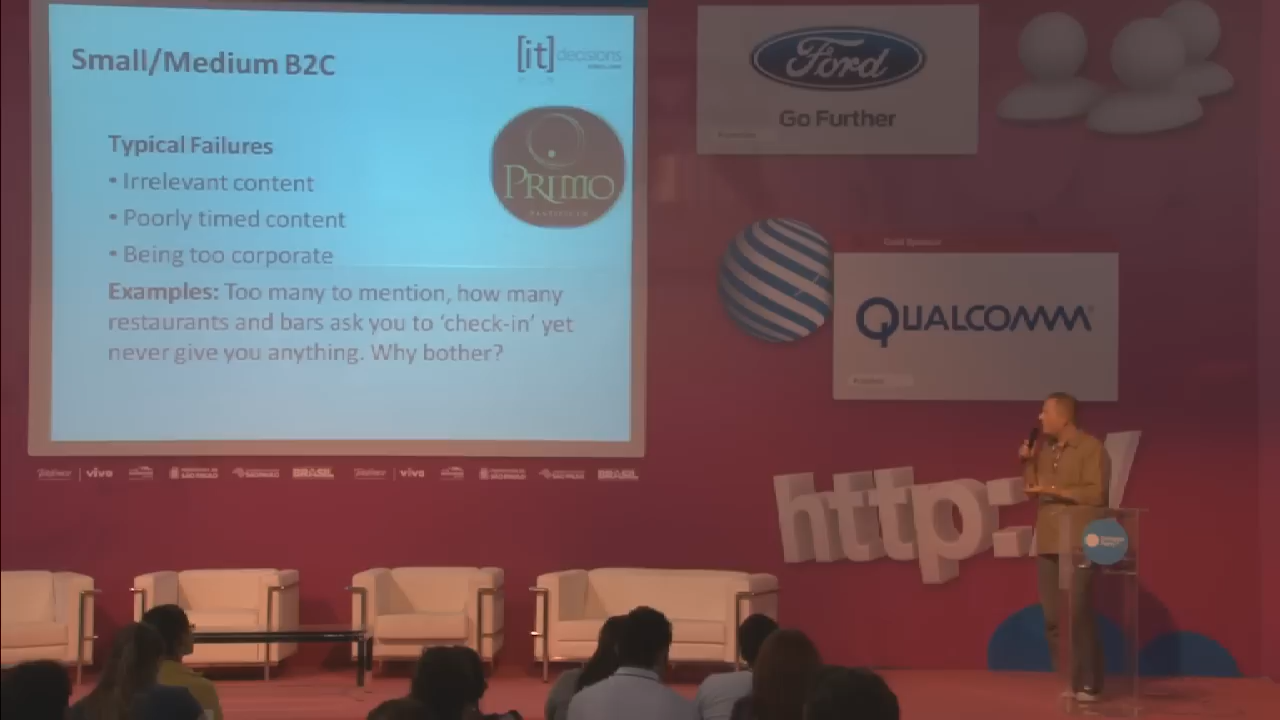 Small/Medium B2C
[it] decisions
Typical Failures
• Irrelevant content
• Poorly timed content
• Being too corporate
Examples: Too many to mention, how many
restaurants and bars ask you to ‘check-in’ yet
never give you anything. Why bother?
PRIMO
Ford
Go Further
QUALCOMM
http:/
vivo
BRASIL
vivo
BRASIL